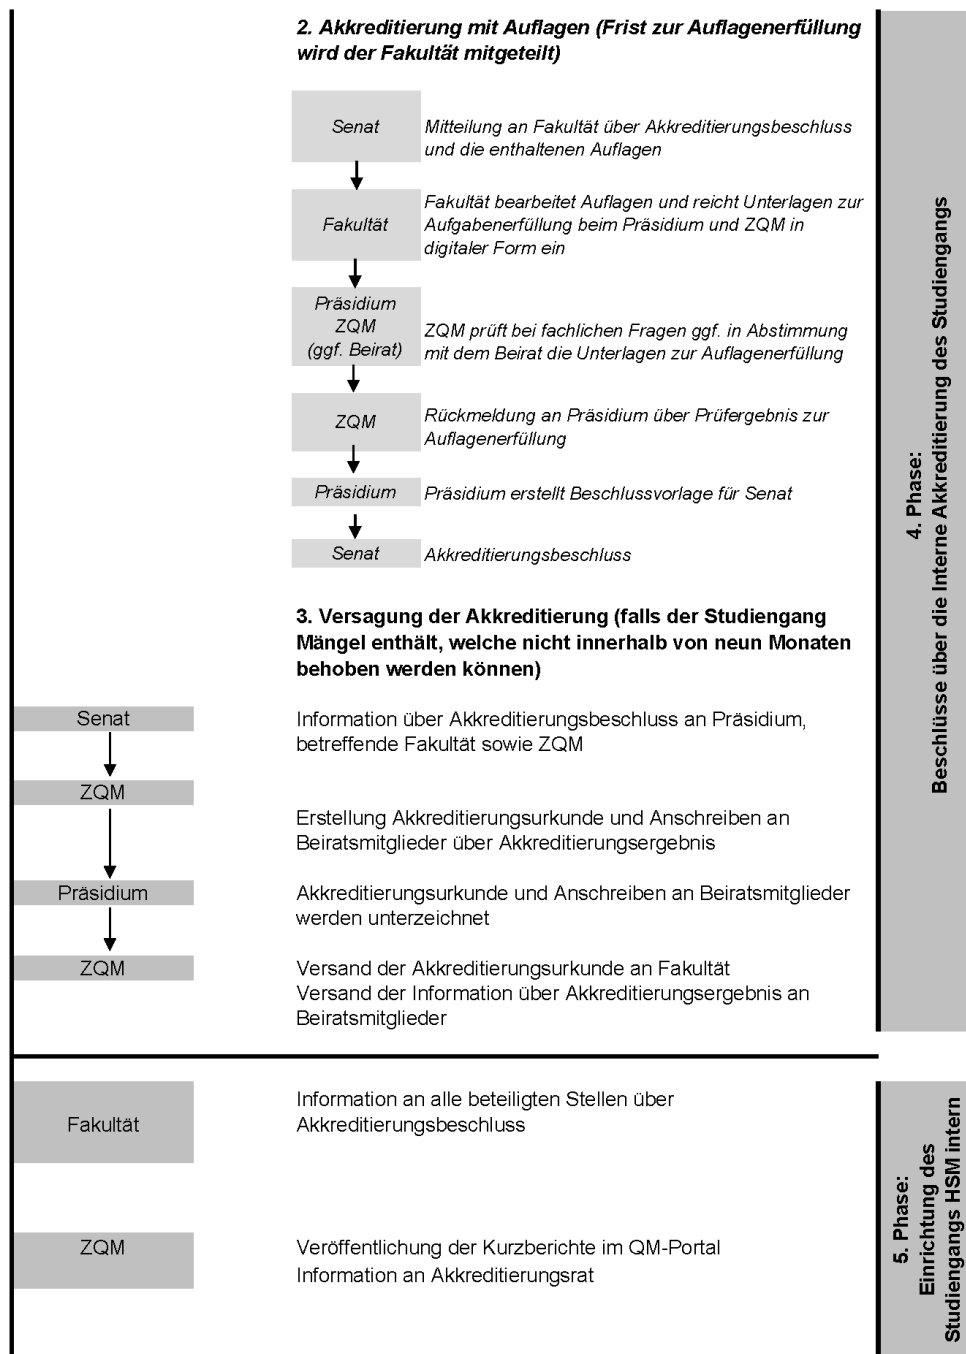 2. Akkreditierung mit Auflagen (Frist zur Auflagenerfüllung
wird der Fakultät mitgeteilt)
Senat
Mitteilung an Fakultät über Akkreditierungsbeschluss
und die enthaltenen Auflagen
Fakultät
Fakultät bearbeitet Auflagen und reicht Unterlagen zur
Aufgabenerfüllung beim Präsidium und ZQM in
digitaler Form ein
Präsidium
ZQM
(ggf. Beirat)
ZQM prüft bei fachlichen Fragen ggf. in Abstimmung
mit dem Beirat die Unterlagen zur Auflagenerfüllung
ZQM
Rückmeldung an Präsidium über Prüfergebnis zur
Auflagenerfüllung
Präsidium
Präsidium erstellt Beschlussvorlage für Senat
Senat
Akkreditierungsbeschluss
3. Versagung der Akkreditierung (falls der Studiengang
Mängel enthält, welche nicht innerhalb von neun Monaten
behoben werden können)
Senat
Information über Akkreditierungsbeschluss an Präsidium,
betreffende Fakultät sowie ZQM
ZQM
Erstellung Akkreditierungsurkunde und Anschreiben an
Beiratsmitglieder über Akkreditierungsergebnis
Präsidium
Akkreditierungsurkunde und Anschreiben an Beiratsmitglieder
werden unterzeichnet
ZQM
Versand der Akkreditierungsurkunde an Fakultät
Versand der Information über Akkreditierungsergebnis an
Beiratsmitglieder
4. Phase:
Beschlüsse über die Interne Akkreditierung des Studiengangs
Fakultät
Information an alle beteiligten Stellen über
Akkreditierungsbeschluss
ZQM
Veröffentlichung der Kurzberichte im QM-Portal
Information an Akkreditierungsrat
5. Phase:
Einrichtung des
Studiengangs HSM intern